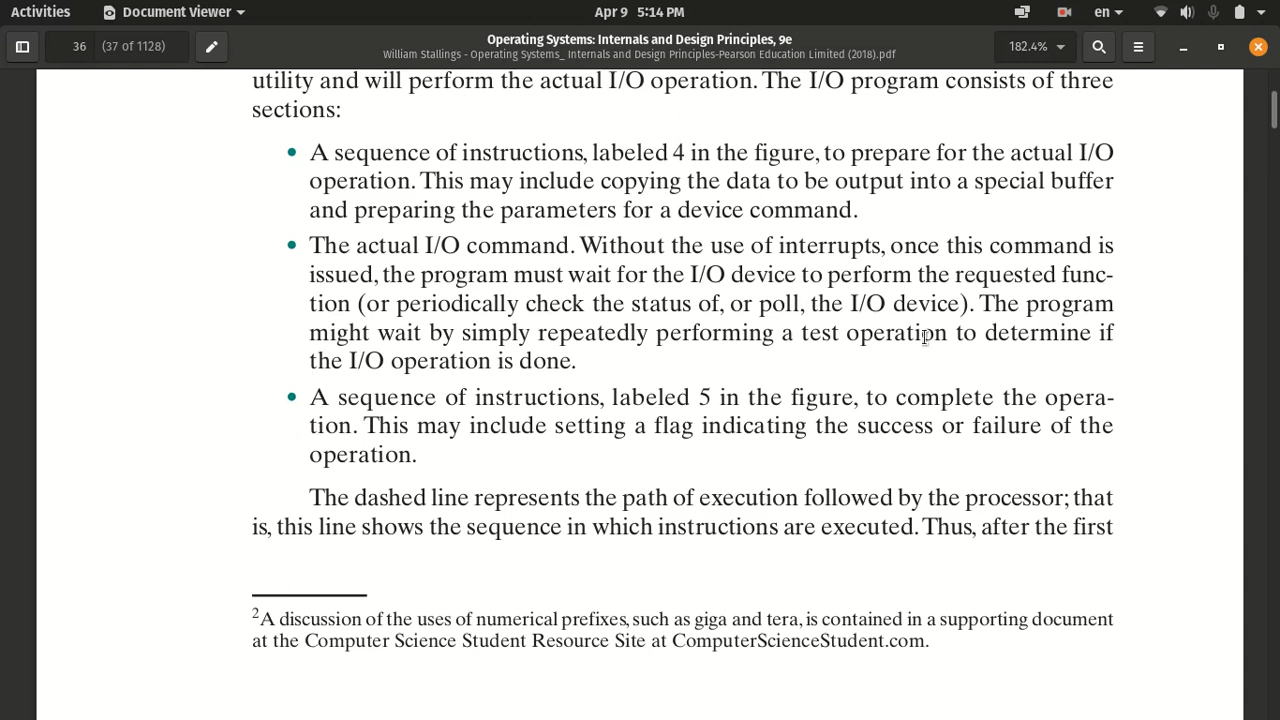 Activities Document Viewer Apr 9 5:14 PM en
36 (37 of 1128) Operating Systems: Internals and Design Principles, 9e 182.4%
William Stallings - Operating Systems_ Internals and Design Principles-Pearson Education Limited (2018).pdf
utility and will perform the actual I/O operation. The I/O program consists of three
sections:
• A sequence of instructions, labeled 4 in the figure, to prepare for the actual I/O
operation. This may include copying the data to be output into a special buffer
and preparing the parameters for a device command.
• The actual I/O command. Without the use of interrupts, once this command is
issued, the program must wait for the I/O device to perform the requested func-
tion (or periodically check the status of, or poll, the I/O device). The program
might wait by simply repeatedly performing a test operation to determine if
the I/O operation is done.
• A sequence of instructions, labeled 5 in the figure, to complete the opera-
tion. This may include setting a flag indicating the success or failure of the
operation.
The dashed line represents the path of execution followed by the processor; that
is, this line shows the sequence in which instructions are executed. Thus, after the first
2A discussion of the uses of numerical prefixes, such as giga and tera, is contained in a supporting document
at the Computer Science Student Resource Site at ComputerScienceStudent.com.